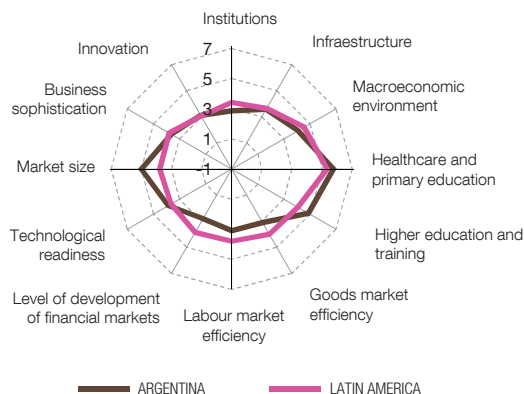 Institutions
Infraestructure
Macroeconomic
environment
Healthcare and
primary education
Higher education and
training
Goods market
efficiency
Labour market
efficiency
Level of development
of financial markets
Technological
readiness
Market size
Business
sophistication
Innovation
7
5
3
1
-1
ARGENTINA
LATIN AMERICA